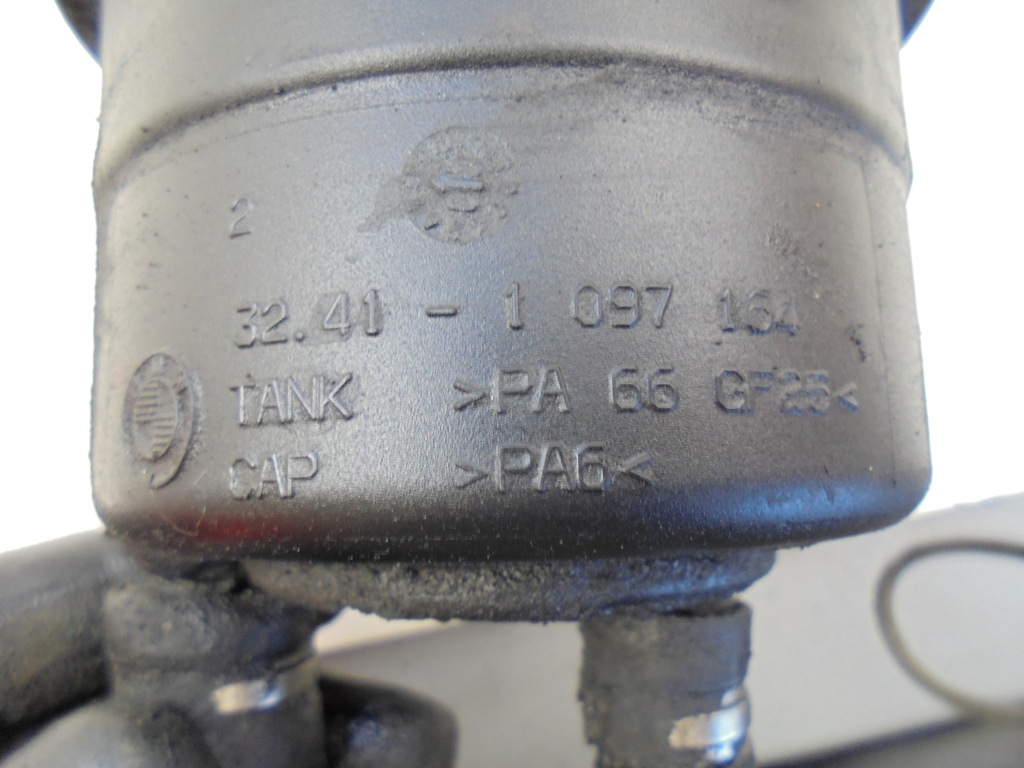 2
32.41 - 1 097 164
TANK >PA 66 GF25<
CAP >PA6<